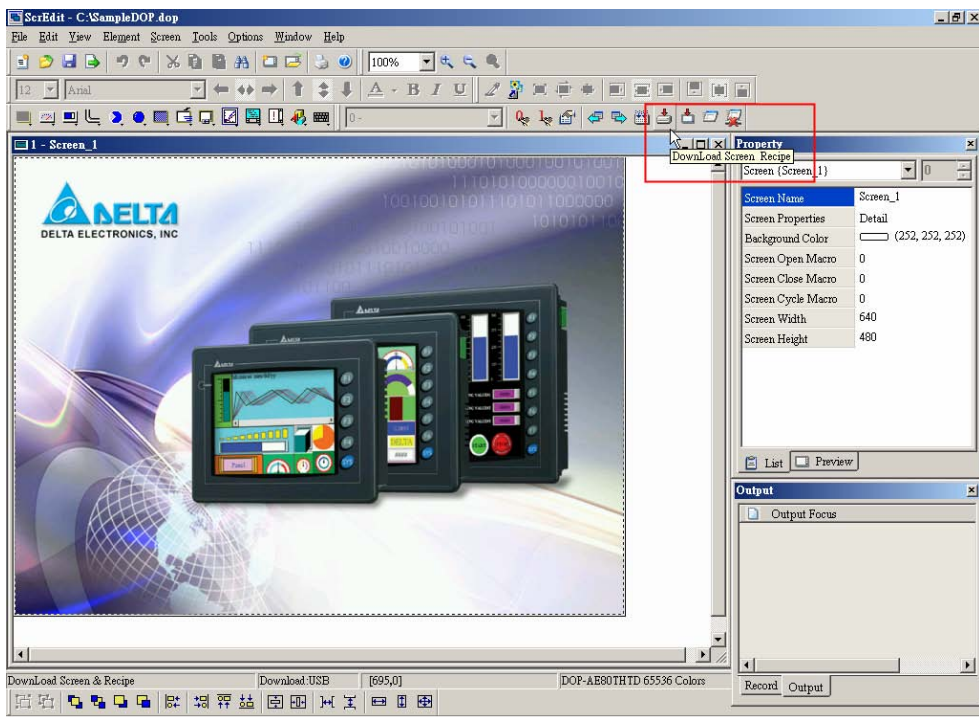 ScrEdit - C:\SampleDOP.dop
File Edit View Element Screen Tools Options Window Help
100%
12 Arial
A B I U
0 -
1 - Screen_1
DownLoad Screen Recipe
Property
Screen {Screen_1} 0
Screen Name Screen_1
Screen Properties Detail
Background Color (252, 252, 252)
Screen Open Macro 0
Screen Close Macro 0
Screen Cycle Macro 0
Screen Width 640
Screen Height 480
List Preview
DELTA
DELTA ELECTRONICS, INC
Output
Output Focus
Record Output
DownLoad Screen & Recipe Download:USB [695,0] DOP-AE80THTD 65536 Colors